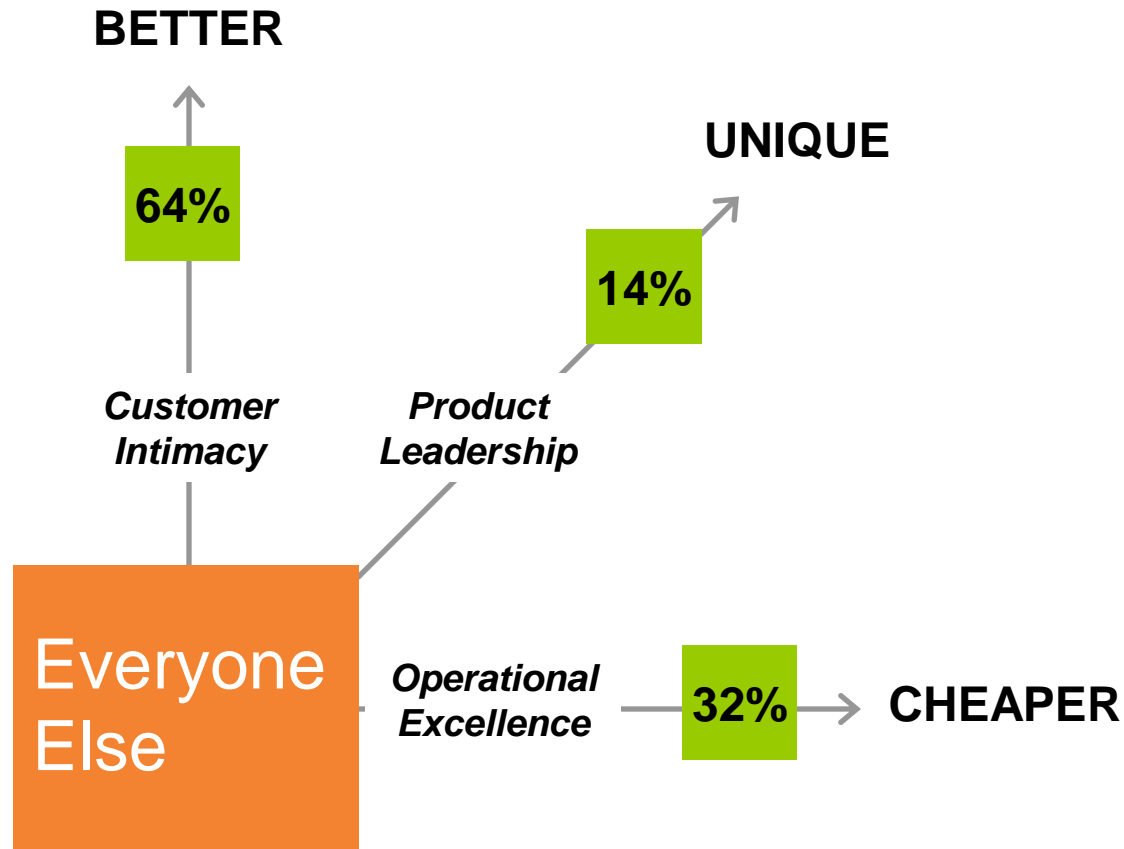 BETTER
UNIQUE
64%
14%
Customer
Intimacy
Product
Leadership
Everyone
Else
Operational
Excellence
32%
CHEAPER